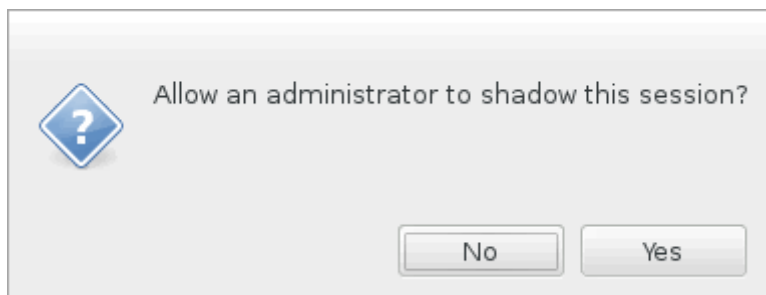 Allow an administrator to shadow this session?
No
Yes